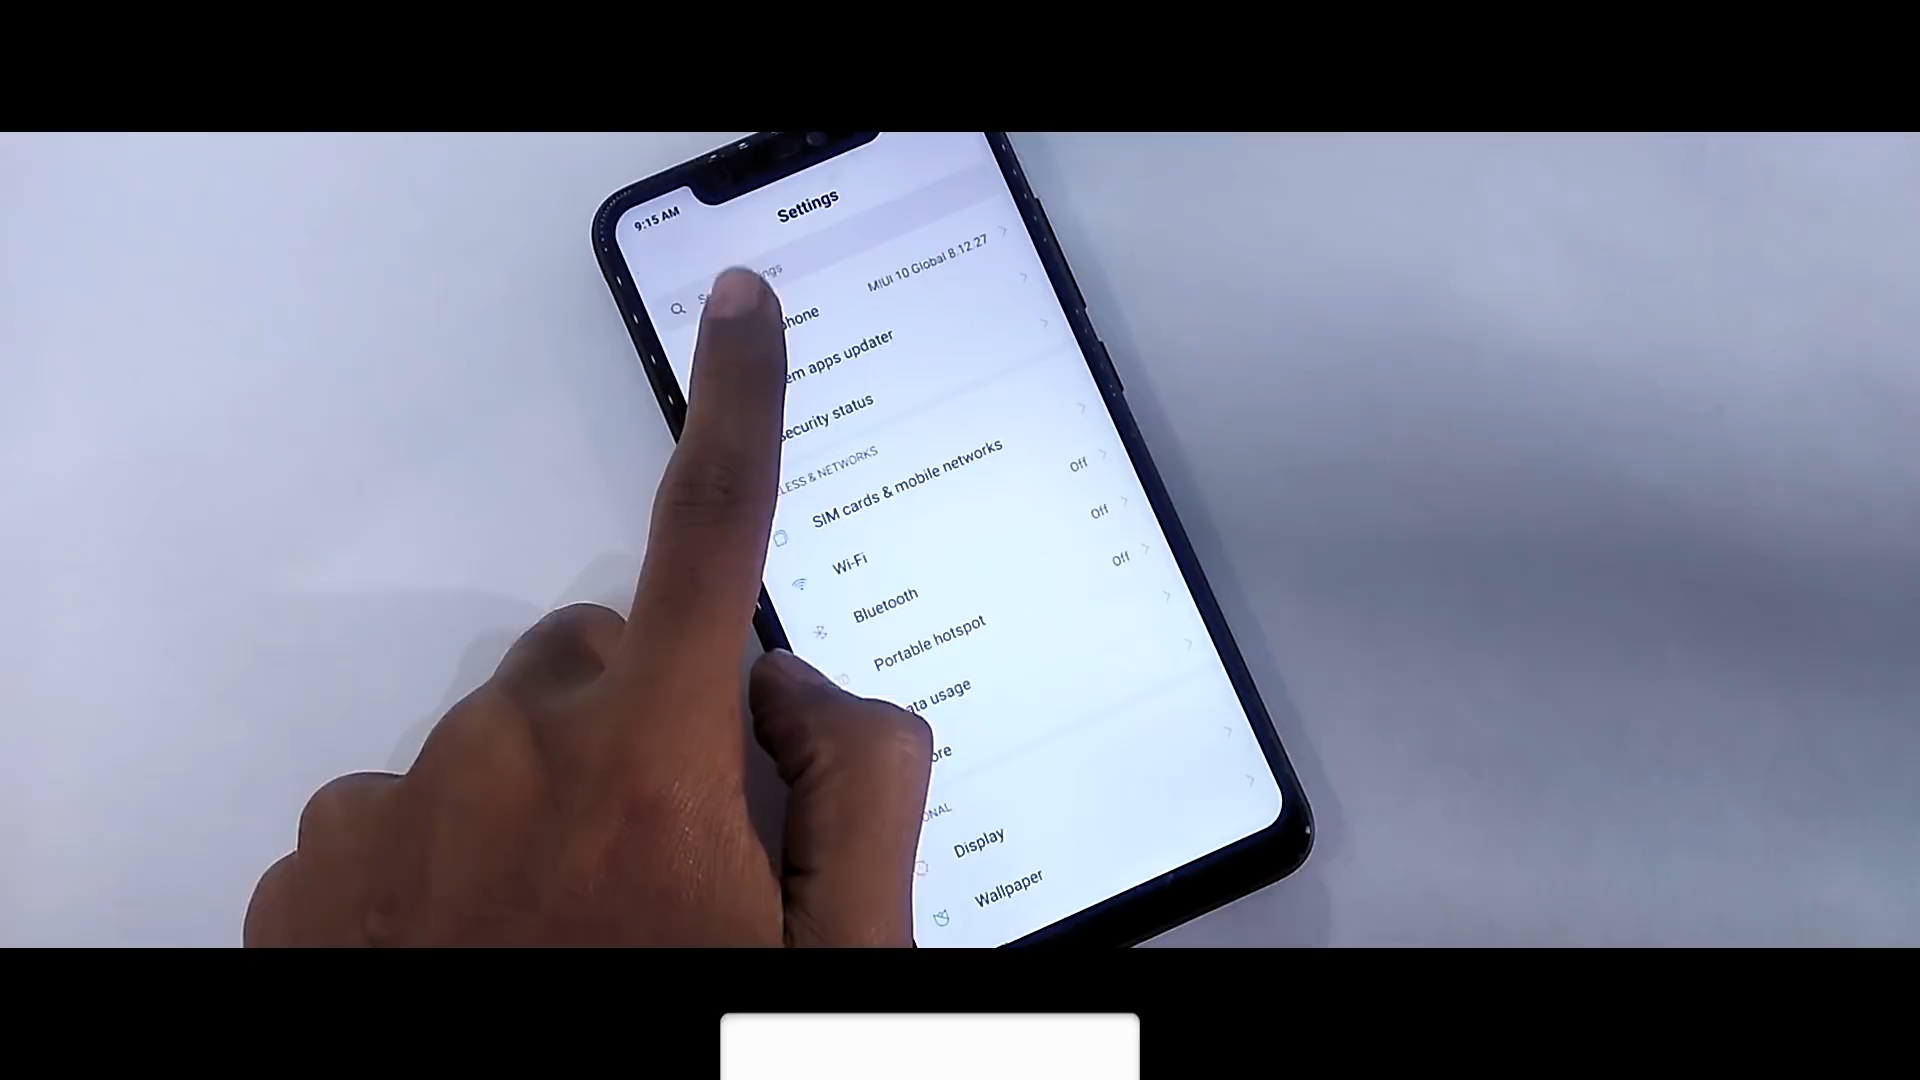 9:15 AM
Settings
hone
MIUI 10 Global 8.12.27
em apps updater
ecurity status
LESS & NETWORKS
SIM cards & mobile networks
Wi-Fi
Off
Bluetooth
Off
Portable hotspot
Off
ata usage
ore
ONAL
Display
Wallpaper